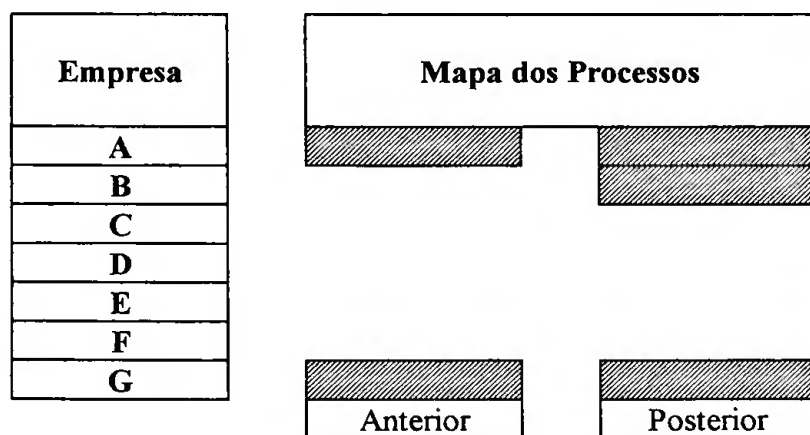 Empresa
Mapa dos Processos
A
B
C
D
E
F
G
Anterior
Posterior